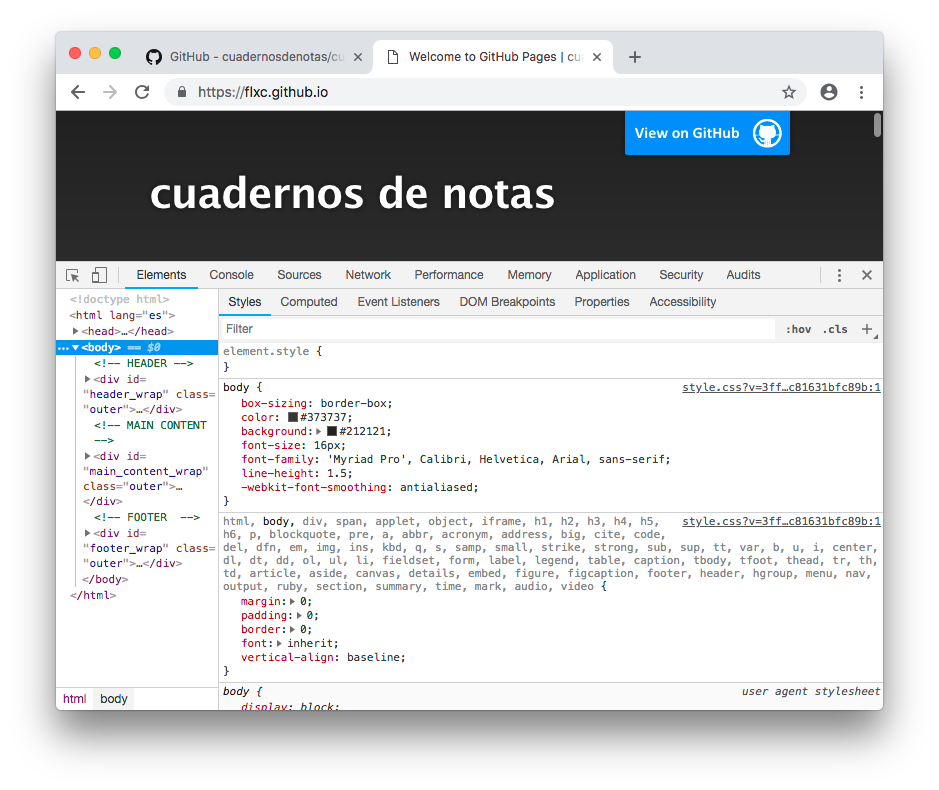 GitHub - cuadernosdenotas/cu
Welcome to GitHub Pages | cu
https://flxc.github.io
View on GitHub
cuadernos de notas
Elements Console Sources Network Performance Memory Application Security Audits
<!doctype html>
<html lang="es">
<head>…</head>
<body> == $0
<!-- HEADER -->
<div id=
"header_wrap" class=
"outer">…</div>
<!-- MAIN CONTENT
-->
<div id=
"main_content_wrap"
class="outer">…
</div>
<!-- FOOTER  -->
<div id=
"footer_wrap" class=
"outer">…</div>
</body>
</html>
html body
Styles Computed Event Listeners DOM Breakpoints Properties Accessibility
Filter :hov .cls +
element.style {
}
body { style.css?v=3ff…c81631bfc89b:1
box-sizing: border-box;
color: #373737;
background: #212121;
font-size: 16px;
font-family: 'Myriad Pro', Calibri, Helvetica, Arial, sans-serif;
line-height: 1.5;
-webkit-font-smoothing: antialiased;
}
html, body, div, span, applet, object, iframe, h1, h2, h3, h4, h5, style.css?v=3ff…c81631bfc89b:1
h6, p, blockquote, pre, a, abbr, acronym, address, big, cite, code,
del, dfn, em, img, ins, kbd, q, s, samp, small, strike, strong, sub, sup, tt, var, b, u, i, center,
dl, dt, dd, ol, ul, li, fieldset, form, label, legend, table, caption, tbody, tfoot, thead, tr, th,
td, article, aside, canvas, details, embed, figure, figcaption, footer, header, hgroup, menu, nav,
output, ruby, section, summary, time, mark, audio, video {
margin: 0;
padding: 0;
border: 0;
font: inherit;
vertical-align: baseline;
}
body { user agent stylesheet
display: block;